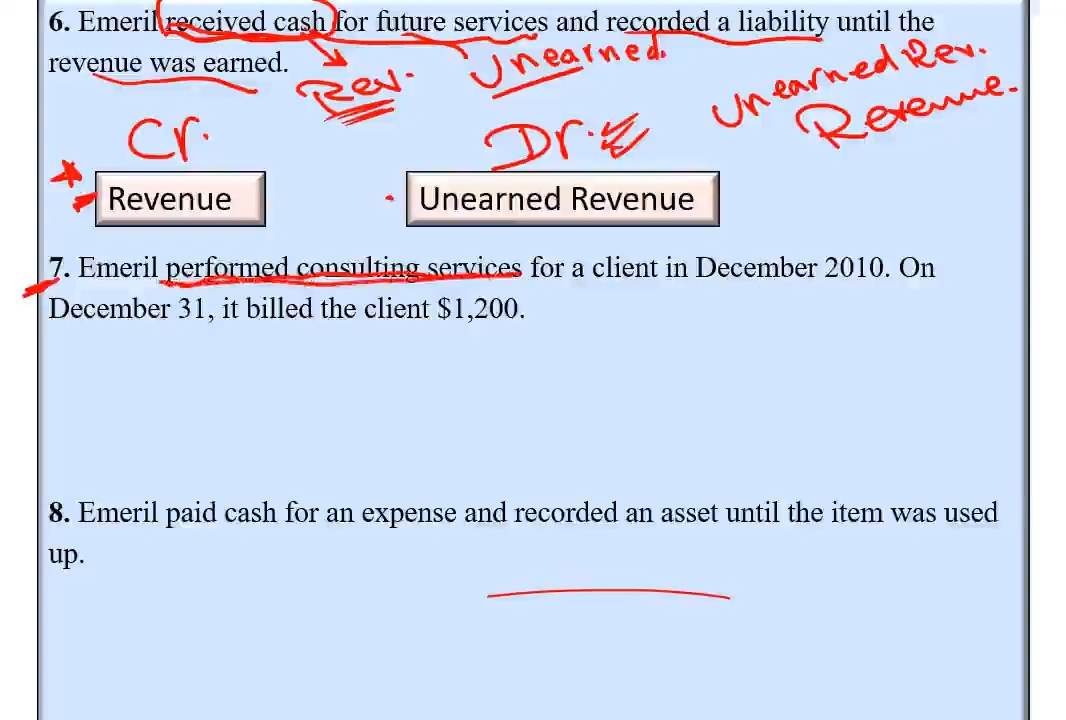 6. Emeril received cash for future services and recorded a liability until the
revenue was earned.
Rev.
Unearned.
Unearned Rev.
Revenue.
Cr.
Dr.
Revenue
Unearned Revenue
7. Emeril performed consulting services for a client in December 2010. On
December 31, it billed the client $1,200.
8. Emeril paid cash for an expense and recorded an asset until the item was used
up.